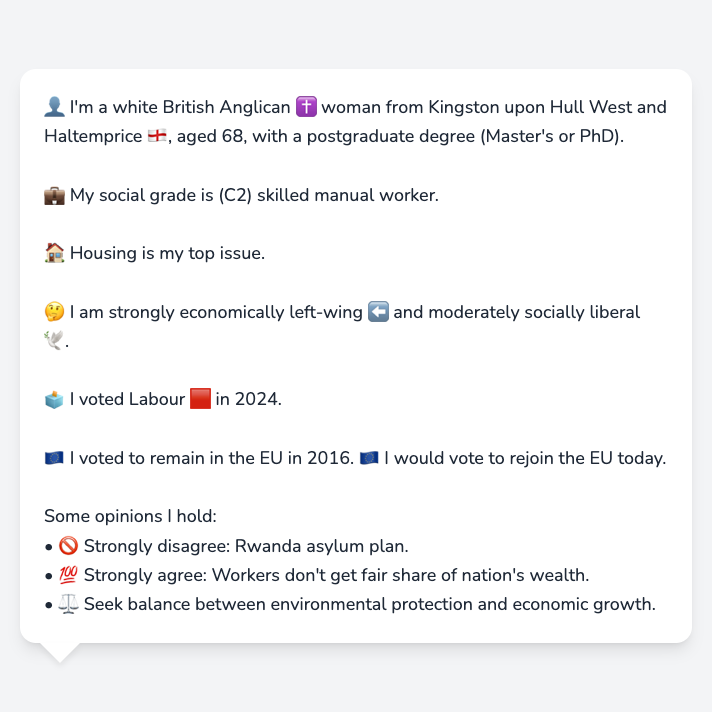 👤 I'm a white British Anglican ✝️ woman from Kingston upon Hull West and
Haltemprice 🏴󠁧󠁢󠁥󠁮󠁧󠁿, aged 68, with a postgraduate degree (Master's or PhD).
💼 My social grade is (C2) skilled manual worker.
🏠 Housing is my top issue.
🤔 I am strongly economically left-wing ⬅️ and moderately socially liberal
🕊️.
🗳️ I voted Labour 🟥 in 2024.
🇪🇺 I voted to remain in the EU in 2016. 🇪🇺 I would vote to rejoin the EU today.
Some opinions I hold:
• 🚫 Strongly disagree: Rwanda asylum plan.
• 💯 Strongly agree: Workers don't get fair share of nation's wealth.
• ⚖️ Seek balance between environmental protection and economic growth.